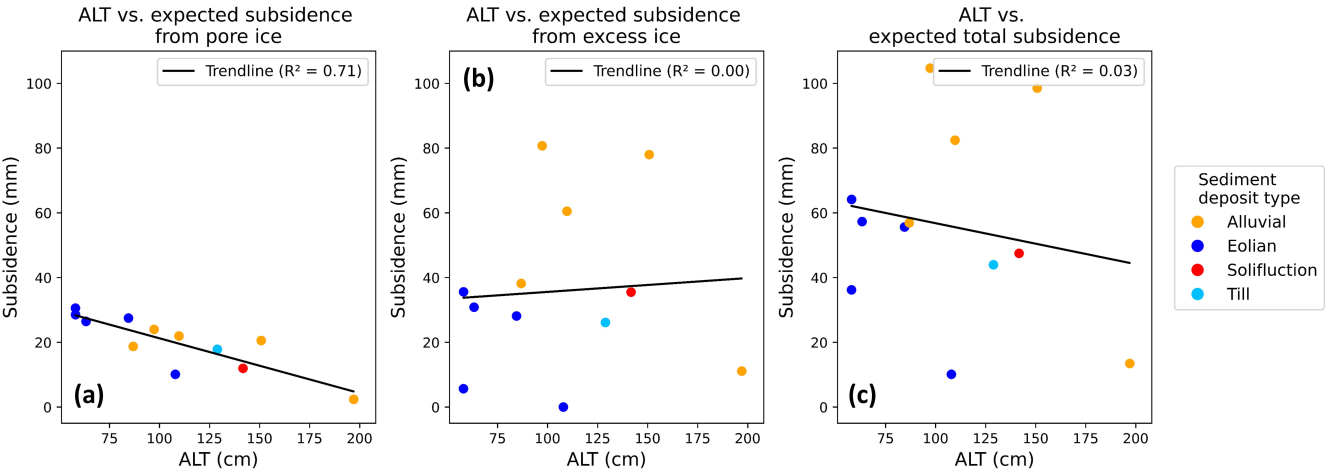 ALT vs. expected subsidence
from pore ice
Trendline (R² = 0.71)
100
80
60
40
20
0
Subsidence (mm)
(a)
75
100
125
150
175
200
ALT (cm)
ALT vs. expected subsidence
from excess ice
Trendline (R² = 0.00)
(b)
100
80
60
40
20
0
Subsidence (mm)
75
100
125
150
175
200
ALT (cm)
ALT vs.
expected total subsidence
Trendline (R² = 0.03)
100
80
60
40
20
0
Subsidence (mm)
(c)
75
100
125
150
175
200
ALT (cm)
Sediment
deposit type
Alluvial
Eolian
Solifluction
Till